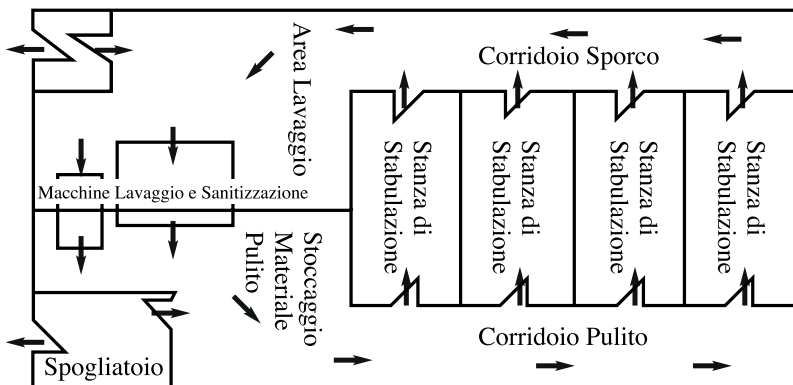 Corridoio Sporco
Area Lavaggio
Stanza di
Stabulazione
Stanza di
Stabulazione
Stanza di
Stabulazione
Stanza di
Stabulazione
Macchine Lavaggio e Sanitizzazione
Stoccaggio
Materiale
Pulito
Corridoio Pulito
Spogliatoio